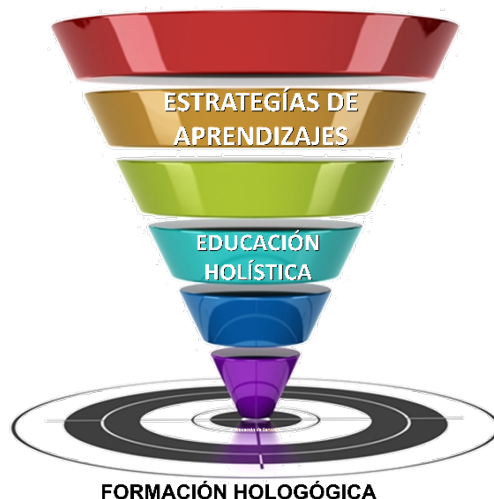 ESTRATEGÍAS DE
APRENDIZAJES
EDUCACIÓN
HOLÍSTICA
FORMACIÓN HOLOGÓGICA